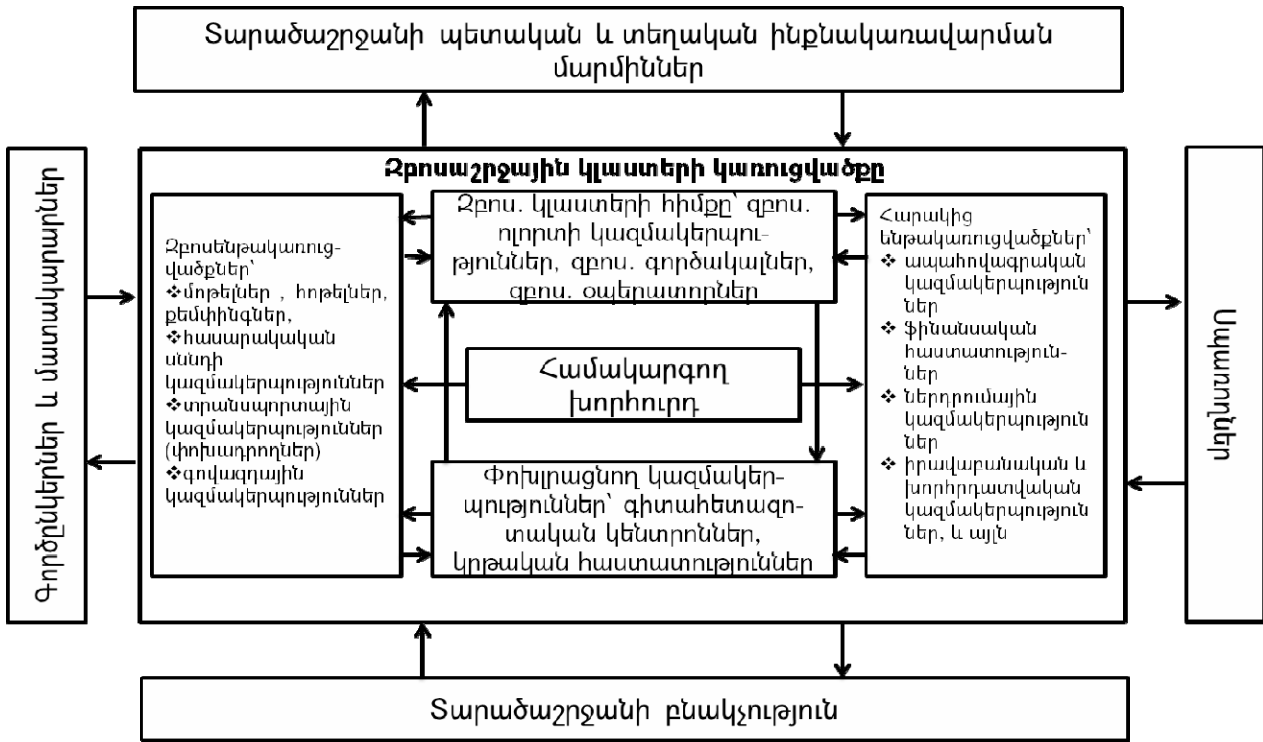 Տարածաշրջանի պետական և տեղական ինքնակառավարման
մարմիններ
Գործընկերներ և մատակարարներ
Զբոսաշրջային կլաստերի կառուցվածքը
Զբոսենթակառուց-
վածքներ՝
❖մոթելներ , հոթելներ,
քեմփինգներ,
❖հասարակական
սննդի
կազմակերպություններ
❖տրանսպորտային
կազմակերպություններ
(փոխադրողներ)
❖գովազդային
կազմակերպություններ
Զբոս. կլաստերի հիմքը՝ զբոս.
ոլորտի կազմակերպու-
թյուններ, զբոս. գործակալներ,
զբոս. օպերատորներ
Համակարգող
խորհուրդ
Փոխլրացնող կազմակեր-
պություններ՝ գիտահետազո-
տական կենտրոններ,
կրթական հաստատություններ
Հարակից
ենթակառուցվածքներ՝
❖ ապահովագրական
կազմակերպություն
ներ
❖ ֆինանսական
հաստատություն-
ներ
❖ ներդրումային
կազմակերպություն
ներ
❖ իրավաբանական և
խորհրդատվական
կազմակերպություն
ներ, և այլն
Սպառողներ
Տարածաշրջանի բնակչություն